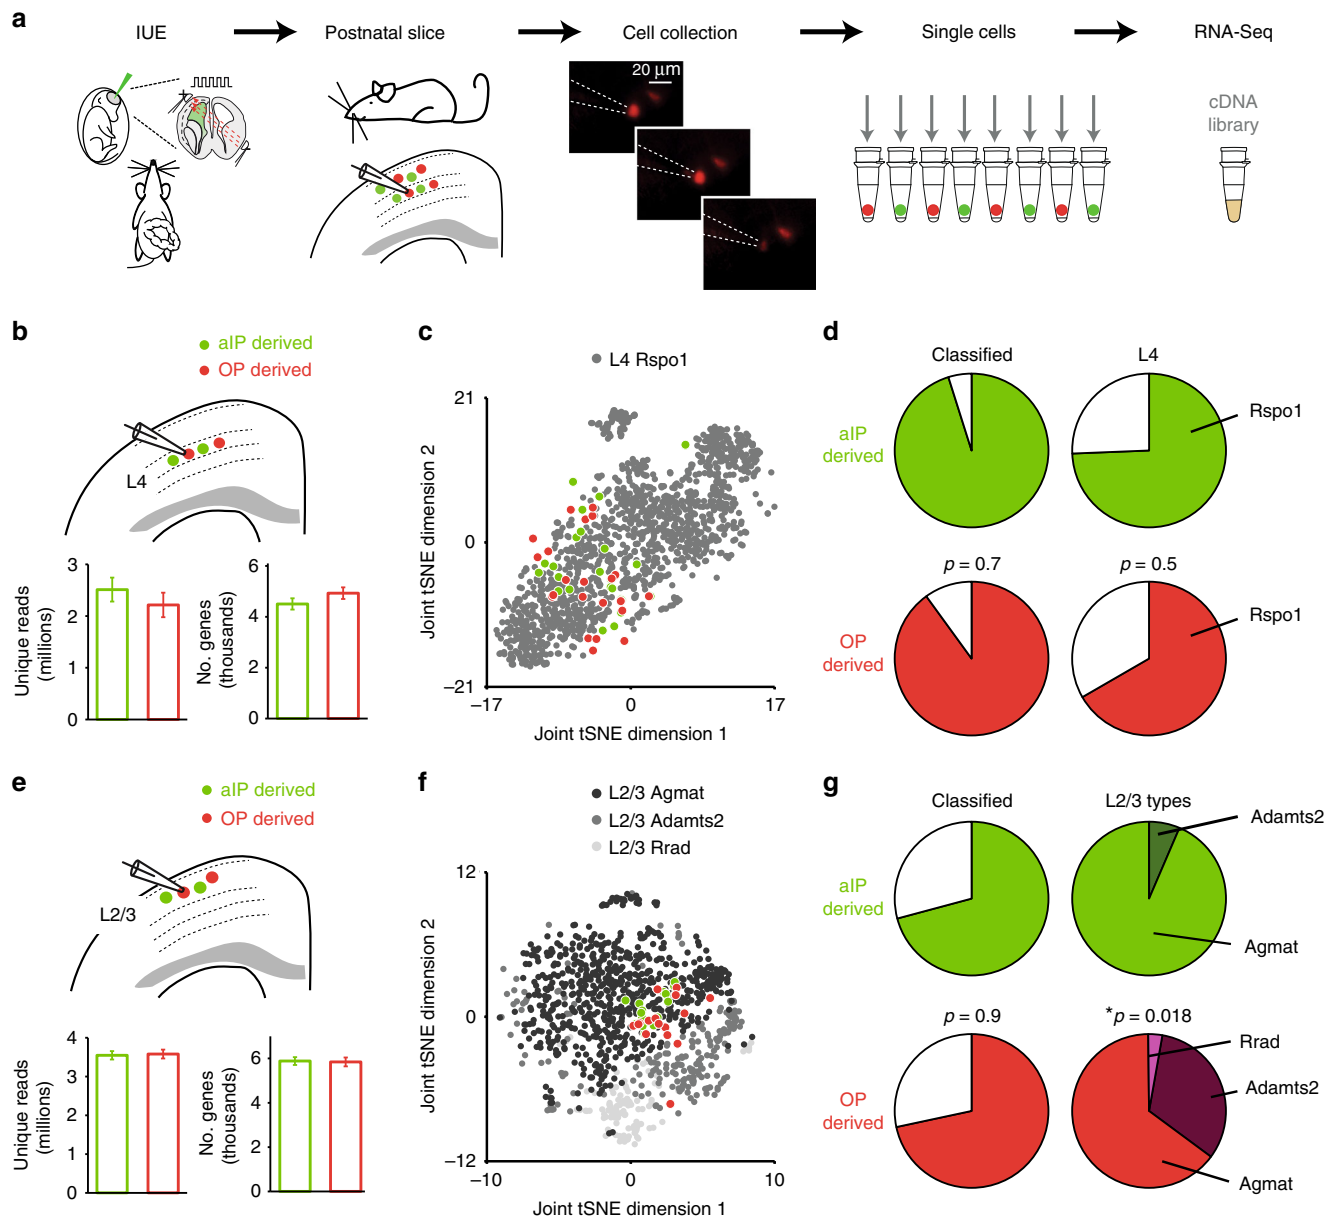 a
IUE
Postnatal slice
Cell collection
Single cells
RNA-Seq
20 μm
cDNA
library
b
aIP derived
OP derived
L4
Unique reads
(millions)
3
2
1
0
No. genes
(thousands)
6
4
2
0
c
L4 Rspo1
Joint tSNE dimension 2
21
0
−21
−17
0
17
Joint tSNE dimension 1
d
Classified
L4
aIP
derived
Rspo1
p = 0.7
p = 0.5
OP
derived
Rspo1
e
aIP derived
OP derived
L2/3
Unique reads
(millions)
4
3
2
1
0
No. genes
(thousands)
6
4
2
0
f
L2/3 Agmat
L2/3 Adamts2
L2/3 Rrad
Joint tSNE dimension 2
12
0
−12
−10
0
10
Joint tSNE dimension 1
g
Classified
L2/3 types
aIP
derived
Adamts2
Agmat
p = 0.9
*p = 0.018
OP
derived
Rrad
Adamts2
Agmat